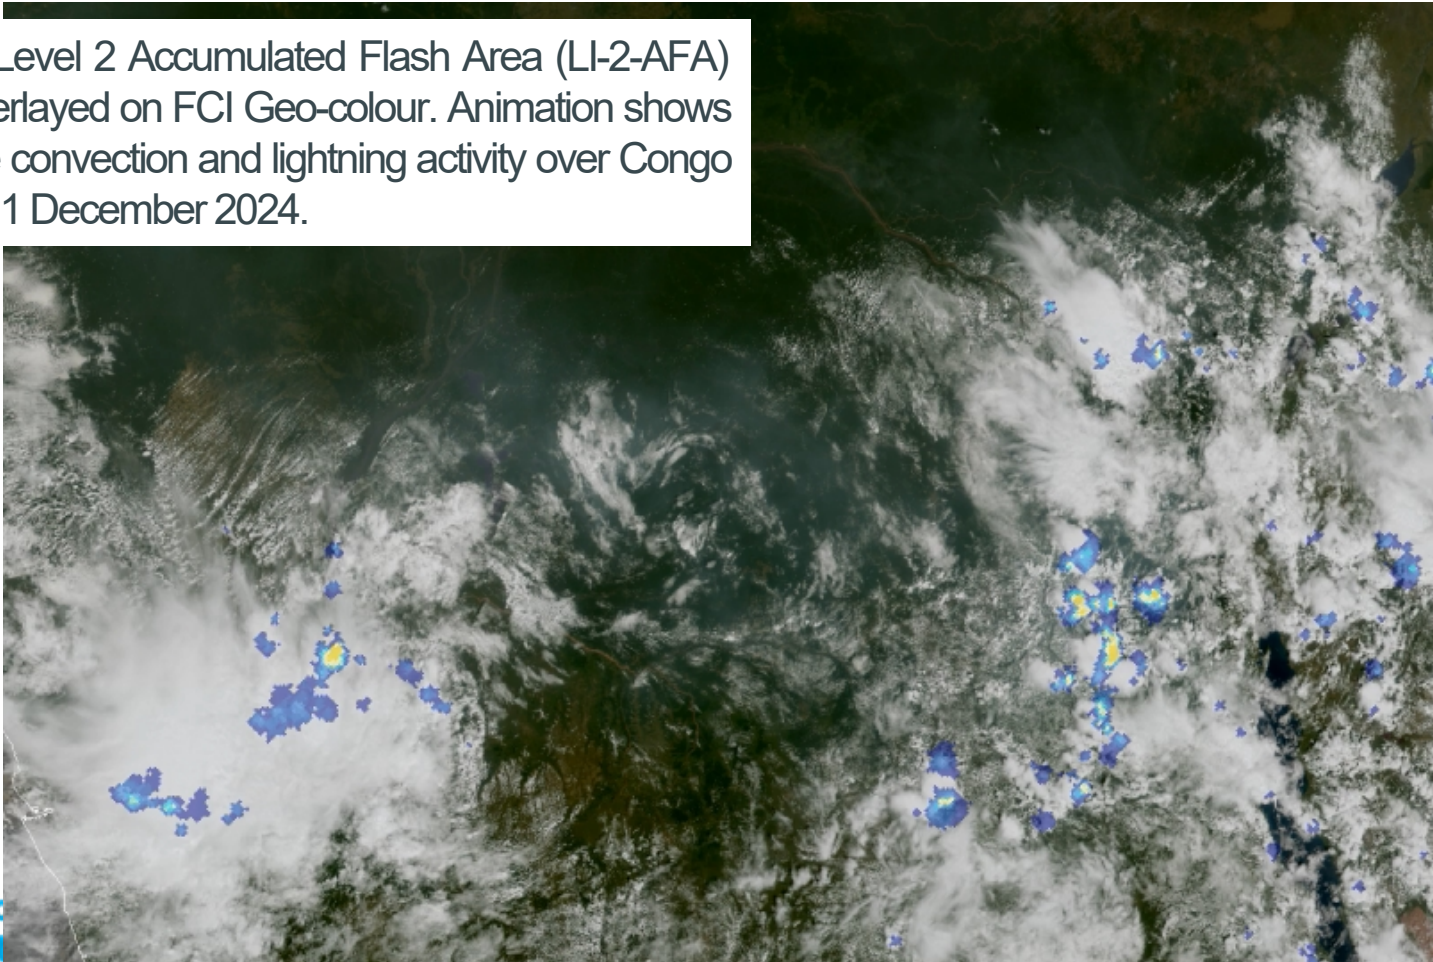 Level 2 Accumulated Flash Area (LI-2-AFA)
erlayed on FCI Geo-colour. Animation shows
convection and lightning activity over Congo
1 December 2024.